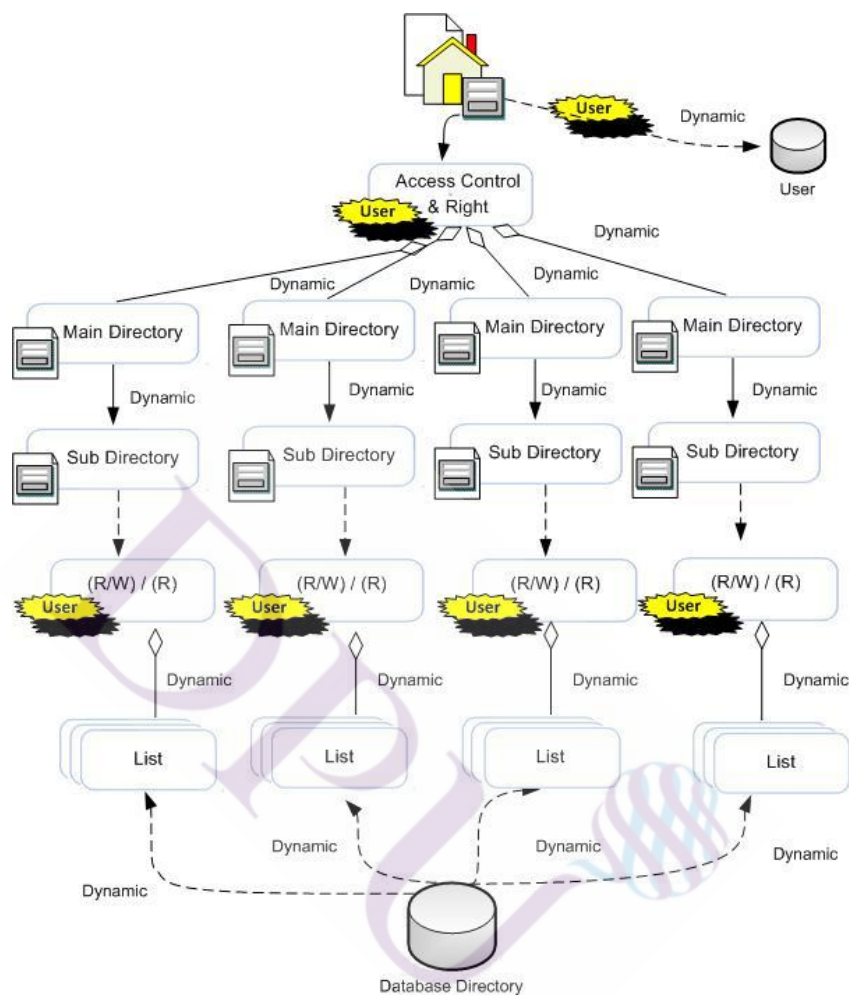 User
Dynamic
User
Access Control
& Right
User
Dynamic
Dynamic
Dynamic
Dynamic
Main Directory
Main Directory
Main Directory
Main Directory
Dynamic
Dynamic
Dynamic
Dynamic
Sub Directory
Sub Directory
Sub Directory
Sub Directory
(R/W) / (R)
(R/W) / (R)
(R/W) / (R)
(R/W) / (R)
User
User
User
User
Dynamic
Dynamic
Dynamic
Dynamic
List
List
List
List
Dynamic
Dynamic
Dynamic
Dynamic
Database Directory
DPU